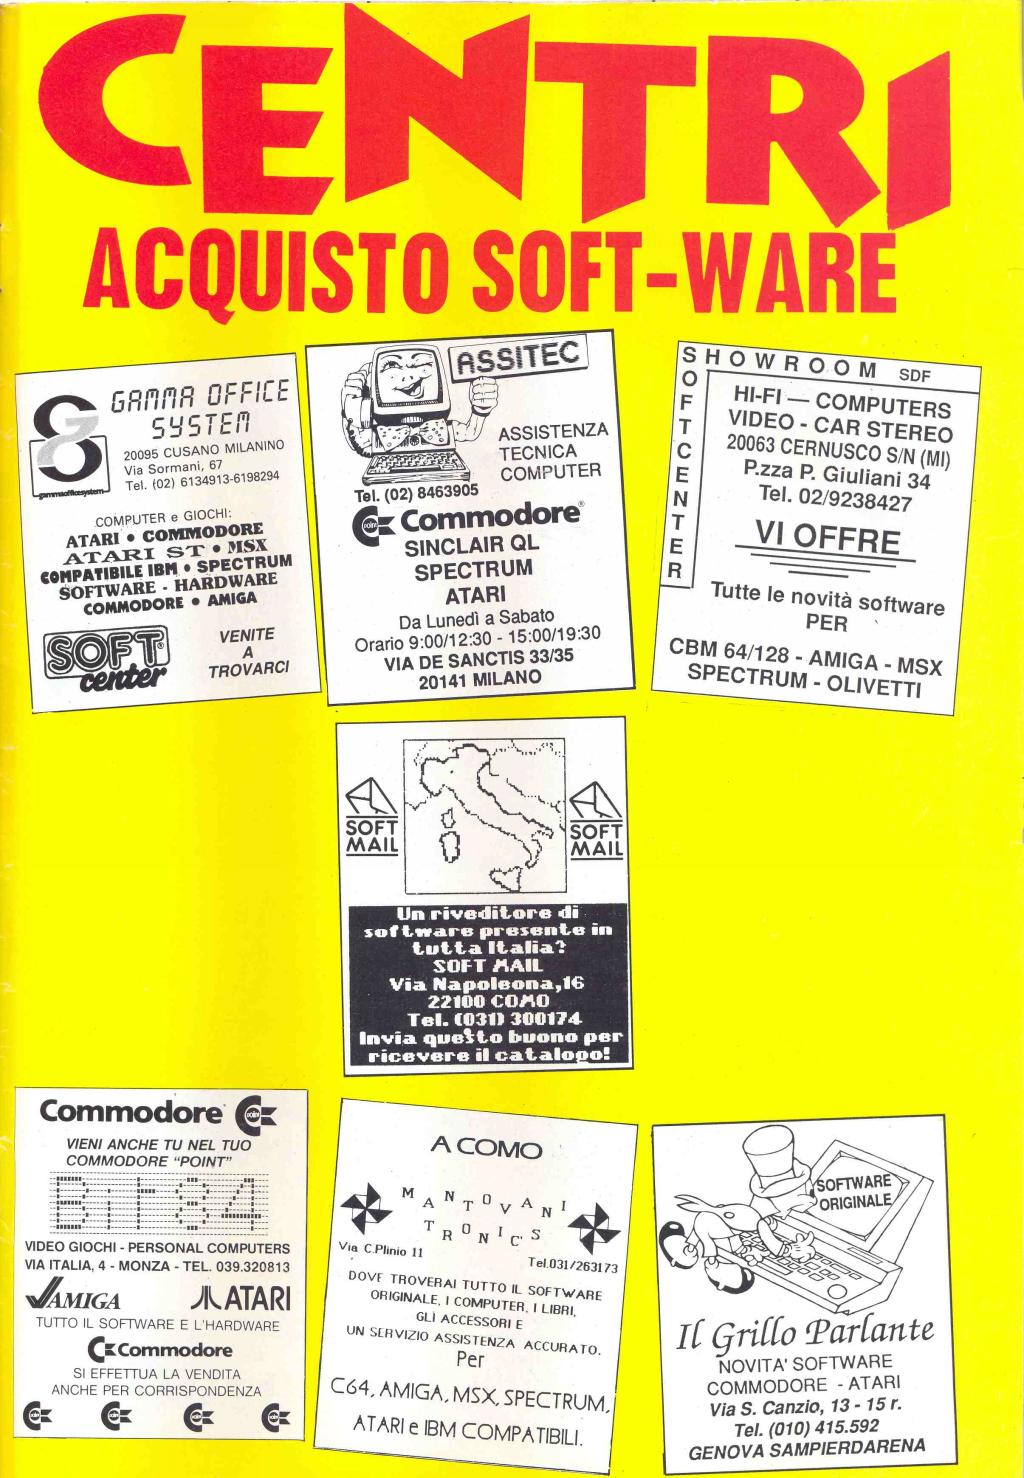 CENTRI
ACQUISTO SOFT-WARE
GAMMA OFFICE
SYSTEM
20095 CUSANO MILANINO
Via Sormani, 67
Tel. (02) 6134913-6198294
gammaofficesystem
COMPUTER e GIOCHI:
ATARI • COMMODORE
ATARI ST • MSX
COMPATIBILE IBM • SPECTRUM
SOFTWARE - HARDWARE
COMMODORE • AMIGA
SOFT
center
VENITE
A
TROVARCI
ASSITEC
ASSISTENZA
TECNICA
COMPUTER
Tel. (02) 8463905
point
Commodore
SINCLAIR QL
SPECTRUM
ATARI
Da Lunedì a Sabato
Orario 9:00/12:30 - 15:00/19:30
VIA DE SANCTIS 33/35
20141 MILANO
SHOWROOM SDF
SOFTCENTER
HI-FI — COMPUTERS
VIDEO - CAR STEREO
20063 CERNUSCO S/N (MI)
P.zza P. Giuliani 34
Tel. 02/9238427
VI OFFRE
Tutte le novità software
PER
CBM 64/128 - AMIGA - MSX
SPECTRUM - OLIVETTI
SOFT
MAIL
SOFT
MAIL
Un riveditore di
software presente in
tutta Italia?
SOFT MAIL
Via Napoleona,16
22100 COMO
Tel. (031) 300174
Invia questo buono per
ricevere il catalogo!
Commodore point
VIENI ANCHE TU NEL TUO
COMMODORE "POINT"
VIDEO GIOCHI - PERSONAL COMPUTERS
VIA ITALIA, 4 - MONZA - TEL. 039.320813
AMIGA ATARI
TUTTO IL SOFTWARE E L'HARDWARE
Commodore
SI EFFETTUA LA VENDITA
ANCHE PER CORRISPONDENZA
A COMO
MANTOVANI
TRONIC'S
Via C.Plinio 11
Tel.031/263173
DOVE TROVERAI TUTTO IL SOFTWARE
ORIGINALE, I COMPUTER, I LIBRI,
GLI ACCESSORI E
UN SERVIZIO ASSISTENZA ACCURATO.
Per
C64, AMIGA, MSX, SPECTRUM,
ATARI e IBM COMPATIBILI.
SOFTWARE
ORIGINALE
Il Grillo Parlante
NOVITA' SOFTWARE
COMMODORE - ATARI
Via S. Canzio, 13 - 15 r.
Tel. (010) 415.592
GENOVA SAMPIERDARENA